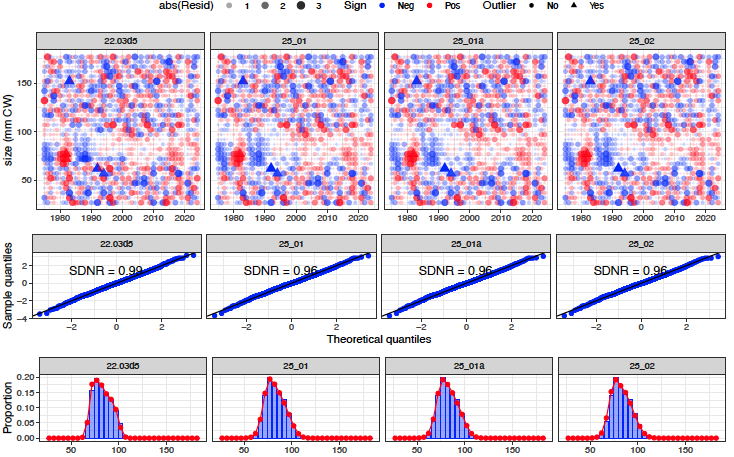 abs(Resid) 1 2 3 Sign Neg Pos Outlier No Yes
22.03d5 25_01 25_01a 25_02
size (mm CW)
150
100
50
1980 1990 2000 2010 2020 1980 1990 2000 2010 2020 1980 1990 2000 2010 2020 1980 1990 2000 2010 2020
22.03d5 25_01 25_01a 25_02
Sample quantiles
SDNR = 0.99 SDNR = 0.96 SDNR = 0.96 SDNR = 0.96
2
0
−2
−4
−2 0 2 −2 0 2 −2 0 2 −2 0 2
Theoretical quantiles
22.03d5 25_01 25_01a 25_02
Proportion
0.20
0.15
0.10
0.05
0.00
50 100 150 50 100 150 50 100 150 50 100 150